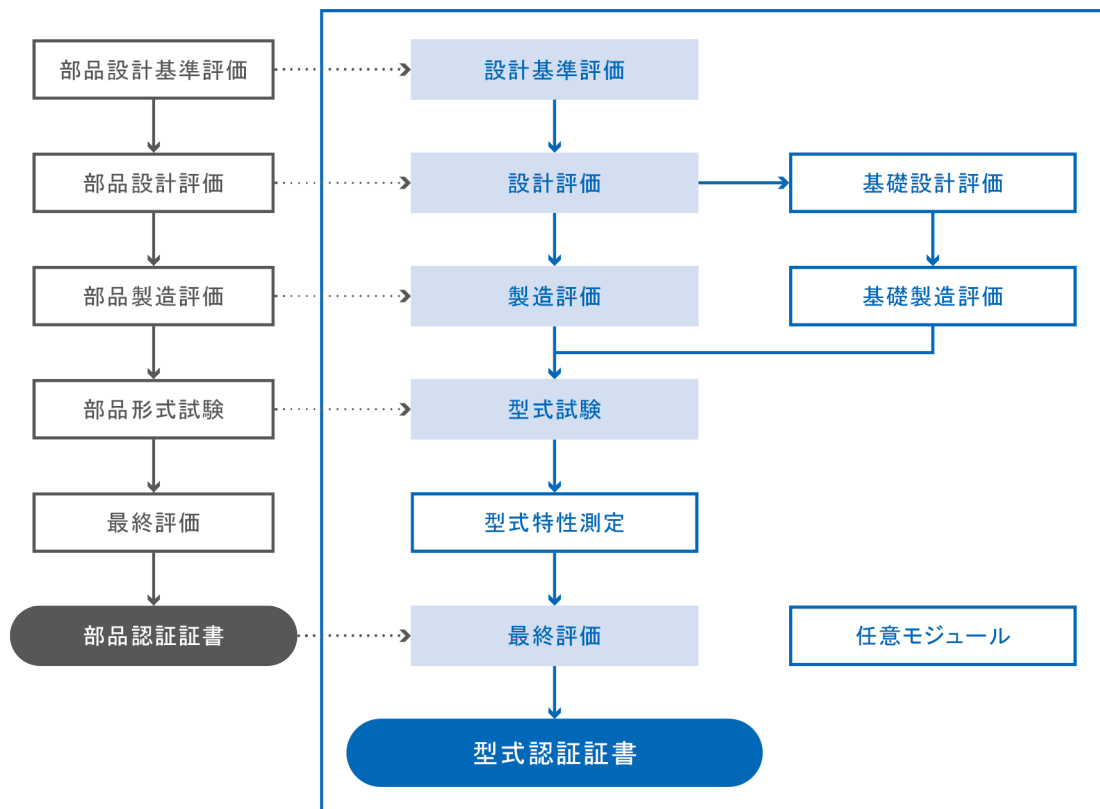 部品設計基準評価
設計基準評価
部品設計評価
設計評価
基礎設計評価
部品製造評価
製造評価
基礎製造評価
部品形式試験
型式試験
最終評価
型式特性測定
部品認証証書
最終評価
任意モジュール
型式認証証書